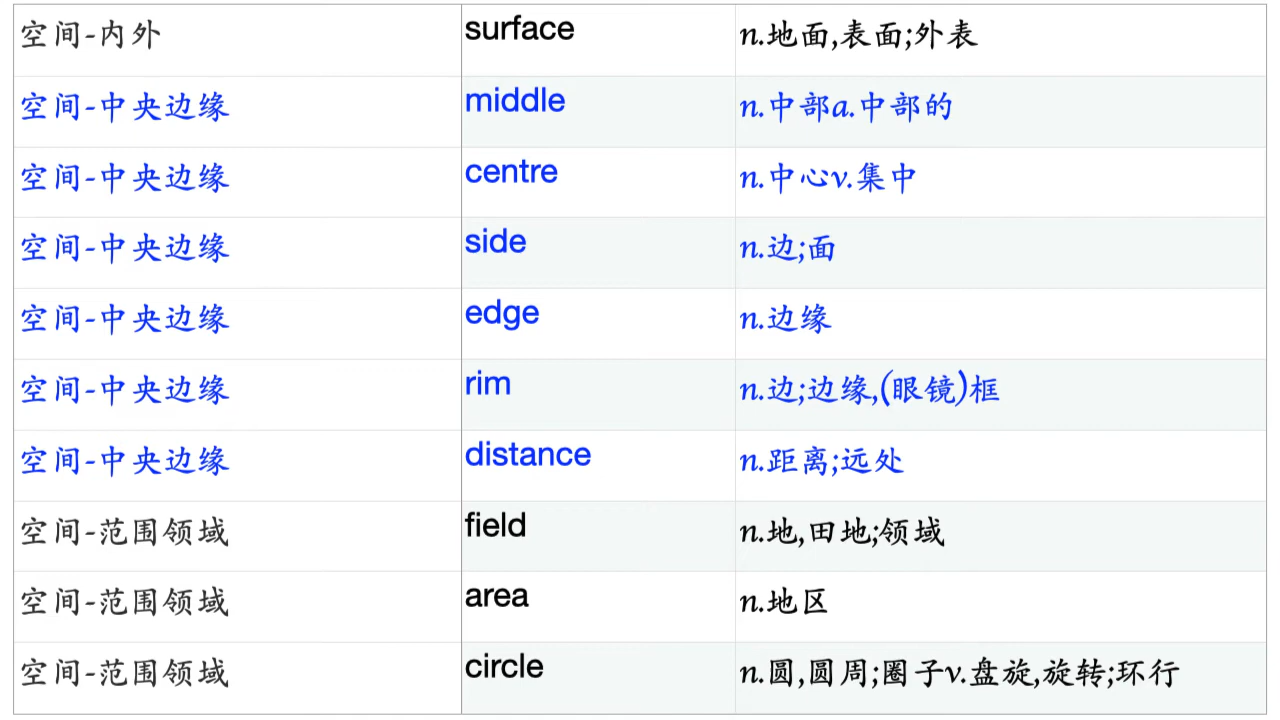 空间-内外 surface n.地面,表面;外表
空间-中央边缘 middle n.中部a.中部的
空间-中央边缘 centre n.中心v.集中
空间-中央边缘 side n.边;面
空间-中央边缘 edge n.边缘
空间-中央边缘 rim n.边;边缘,(眼镜)框
空间-中央边缘 distance n.距离;远处
空间-范围领域 field n.地,田地;领域
空间-范围领域 area n.地区
空间-范围领域 circle n.圆,圆周;圈子v.盘旋,旋转;环行